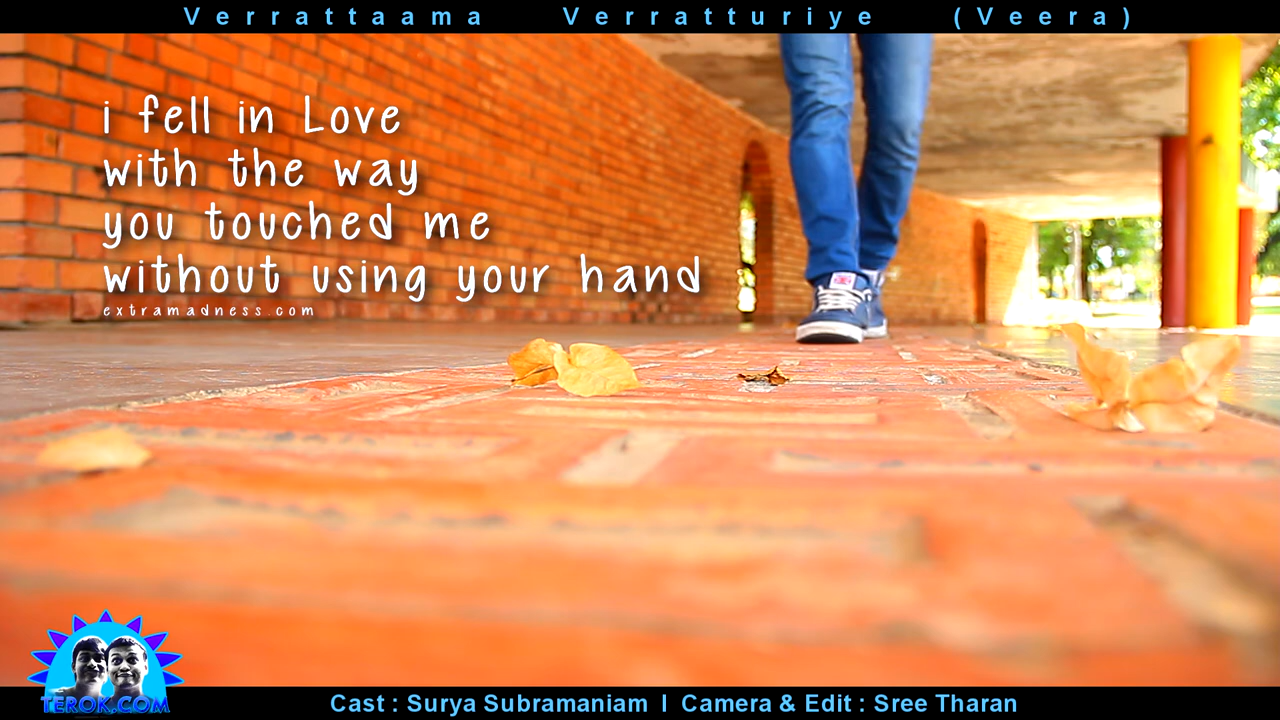 Verrattaama Verratturiye (Veera)
i fell in Love
with the way
you touched me
without using your hand
extramadness.com
TEROK.COM
Cast : Surya Subramaniam I Camera & Edit : Sree Tharan